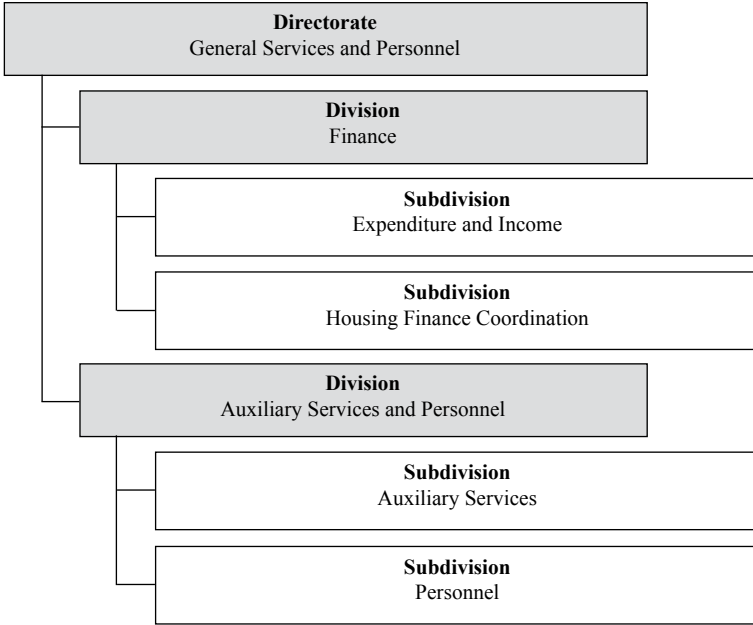 Directorate
General Services and Personnel
Division
Finance
Subdivision
Expenditure and Income
Subdivision
Housing Finance Coordination
Division
Auxiliary Services and Personnel
Subdivision
Auxiliary Services
Subdivision
Personnel